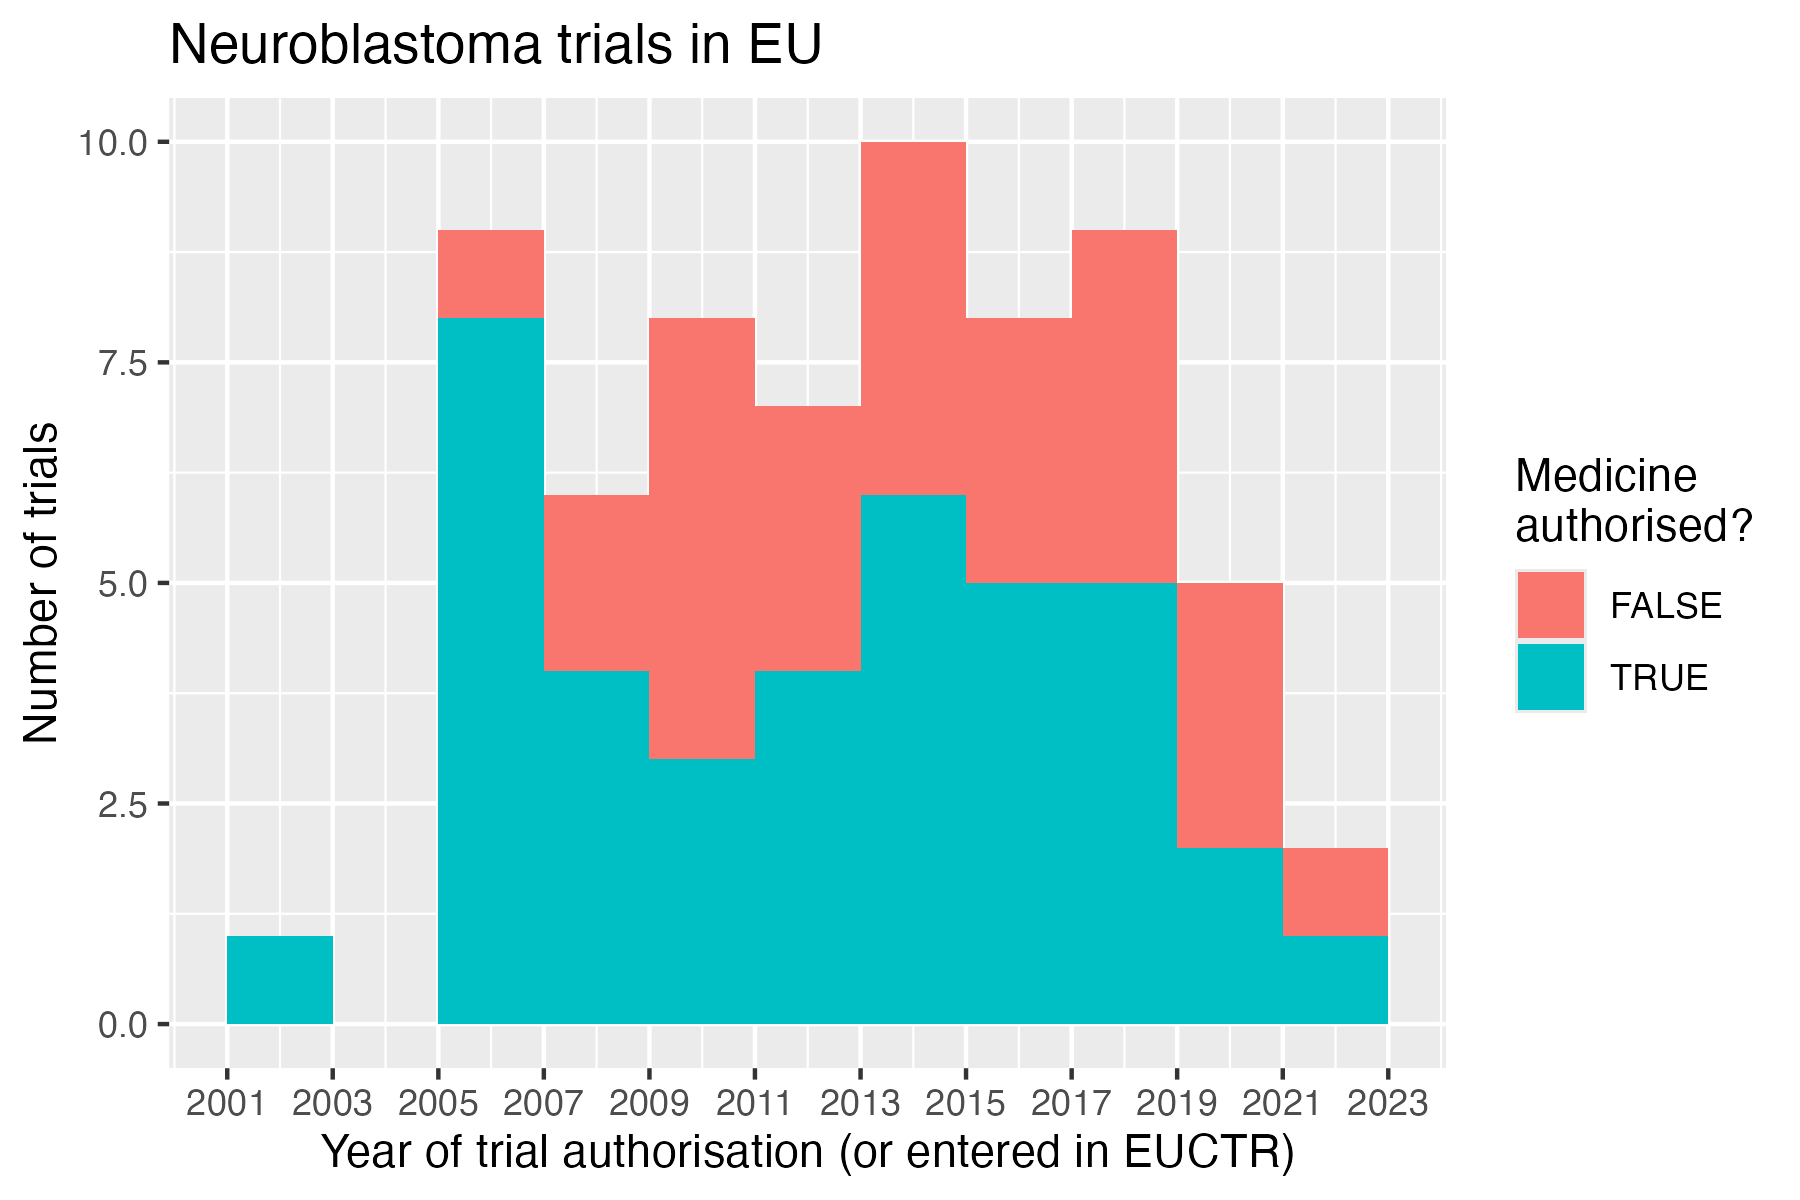 Neuroblastoma trials in EU
10.0
7.5
5.0
2.5
0.0
Number of trials
2001 2003 2005 2007 2009 2011 2013 2015 2017 2019 2021 2023
Year of trial authorisation (or entered in EUCTR)
Medicine
authorised?
FALSE
TRUE